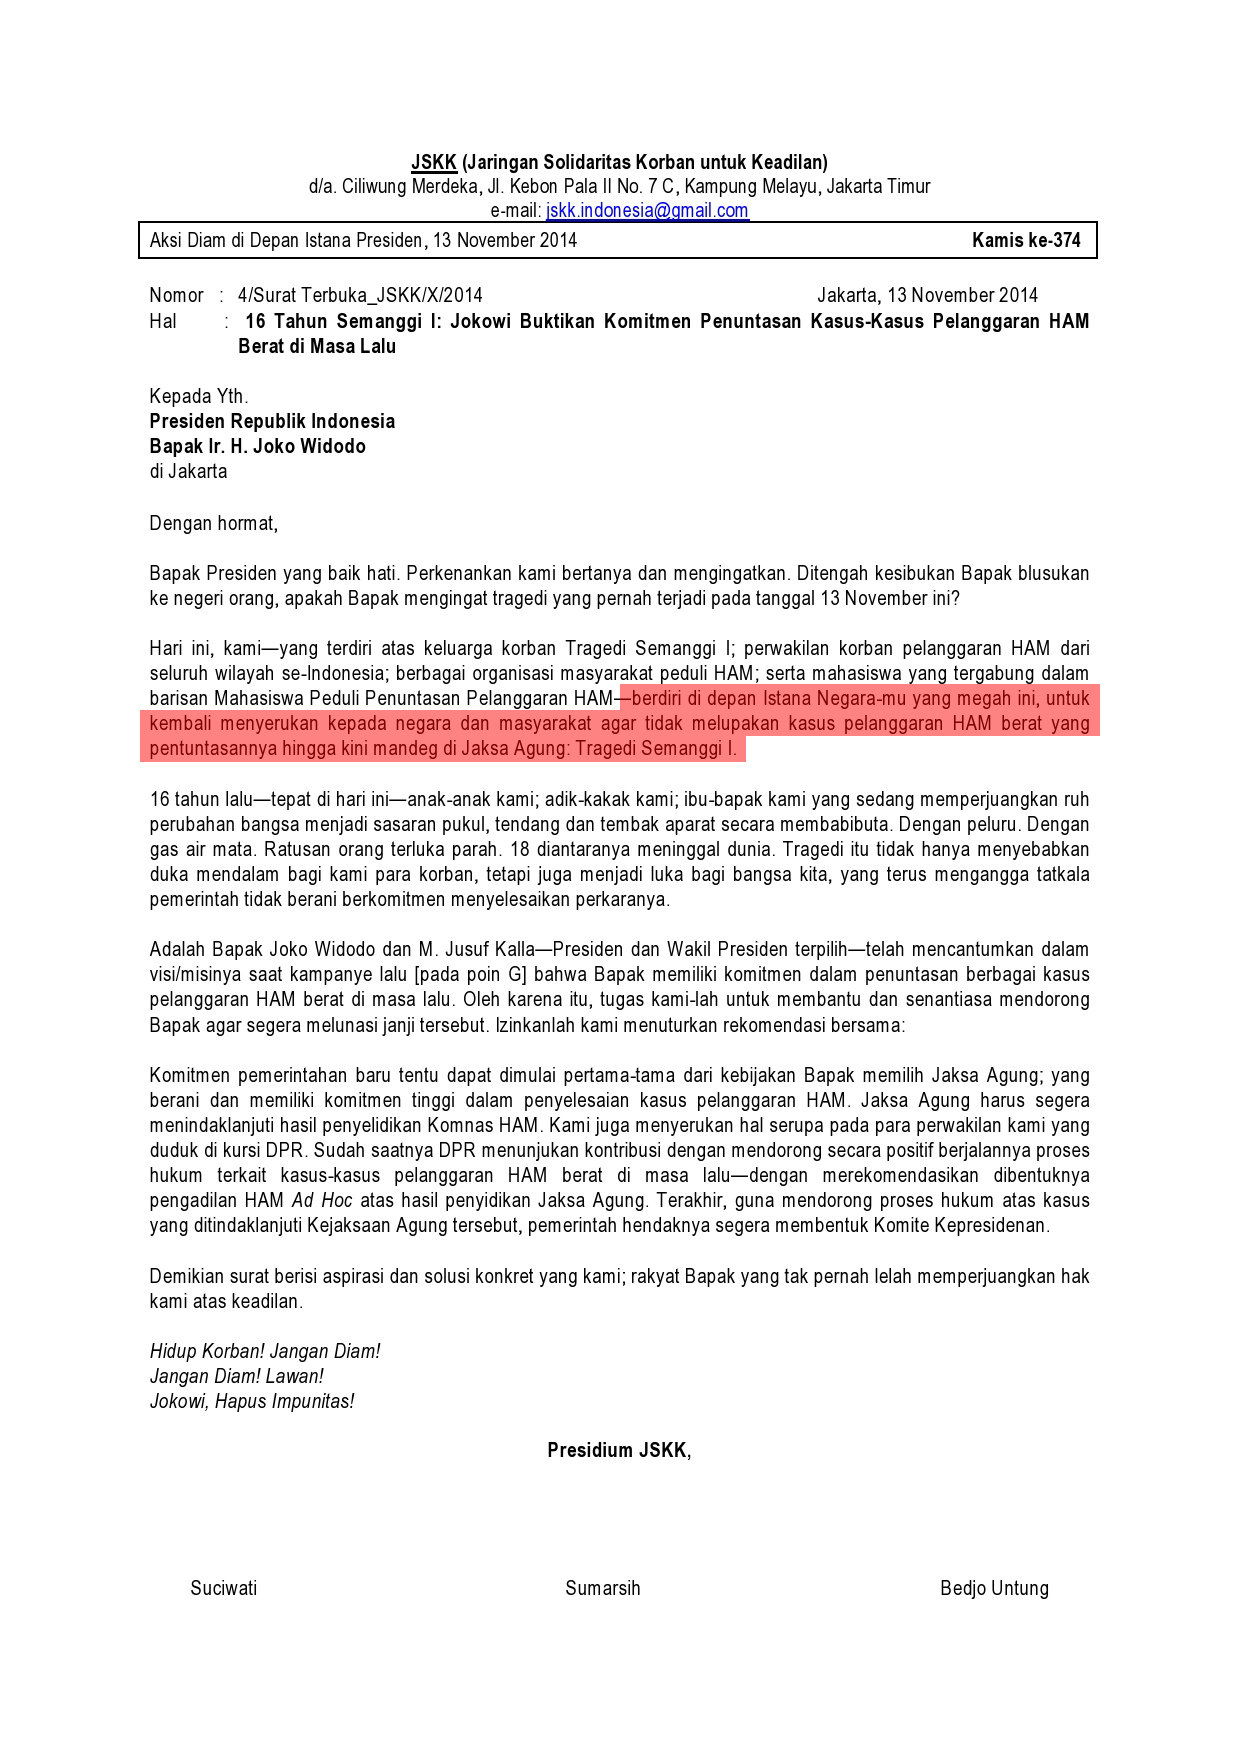 JSKK (Jaringan Solidaritas Korban untuk Keadilan)
d/a. Ciliwung Merdeka, Jl. Kebon Pala II No. 7 C, Kampung Melayu, Jakarta Timur
e-mail: jskk.indonesia@gmail.com
Aksi Diam di Depan Istana Presiden, 13 November 2014 Kamis ke-374
Nomor : 4/Surat Terbuka_JSKK/X/2014 Jakarta, 13 November 2014
Hal : 16 Tahun Semanggi I: Jokowi Buktikan Komitmen Penuntasan Kasus-Kasus Pelanggaran HAM
Berat di Masa Lalu
Kepada Yth.
Presiden Republik Indonesia
Bapak Ir. H. Joko Widodo
di Jakarta
Dengan hormat,
Bapak Presiden yang baik hati. Perkenankan kami bertanya dan mengingatkan. Ditengah kesibukan Bapak blusukan
ke negeri orang, apakah Bapak mengingat tragedi yang pernah terjadi pada tanggal 13 November ini?
Hari ini, kami—yang terdiri atas keluarga korban Tragedi Semanggi I; perwakilan korban pelanggaran HAM dari
seluruh wilayah se-Indonesia; berbagai organisasi masyarakat peduli HAM; serta mahasiswa yang tergabung dalam
barisan Mahasiswa Peduli Penuntasan Pelanggaran HAM—berdiri di depan Istana Negara-mu yang megah ini, untuk
kembali menyerukan kepada negara dan masyarakat agar tidak melupakan kasus pelanggaran HAM berat yang
pentuntasannya hingga kini mandeg di Jaksa Agung: Tragedi Semanggi I.
16 tahun lalu—tepat di hari ini—anak-anak kami; adik-kakak kami; ibu-bapak kami yang sedang memperjuangkan ruh
perubahan bangsa menjadi sasaran pukul, tendang dan tembak aparat secara membabibuta. Dengan peluru. Dengan
gas air mata. Ratusan orang terluka parah. 18 diantaranya meninggal dunia. Tragedi itu tidak hanya menyebabkan
duka mendalam bagi kami para korban, tetapi juga menjadi luka bagi bangsa kita, yang terus mengangga tatkala
pemerintah tidak berani berkomitmen menyelesaikan perkaranya.
Adalah Bapak Joko Widodo dan M. Jusuf Kalla—Presiden dan Wakil Presiden terpilih—telah mencantumkan dalam
visi/misinya saat kampanye lalu [pada poin G] bahwa Bapak memiliki komitmen dalam penuntasan berbagai kasus
pelanggaran HAM berat di masa lalu. Oleh karena itu, tugas kami-lah untuk membantu dan senantiasa mendorong
Bapak agar segera melunasi janji tersebut. Izinkanlah kami menuturkan rekomendasi bersama:
Komitmen pemerintahan baru tentu dapat dimulai pertama-tama dari kebijakan Bapak memilih Jaksa Agung; yang
berani dan memiliki komitmen tinggi dalam penyelesaian kasus pelanggaran HAM. Jaksa Agung harus segera
menindaklanjuti hasil penyelidikan Komnas HAM. Kami juga menyerukan hal serupa pada para perwakilan kami yang
duduk di kursi DPR. Sudah saatnya DPR menunjukan kontribusi dengan mendorong secara positif berjalannya proses
hukum terkait kasus-kasus pelanggaran HAM berat di masa lalu—dengan merekomendasikan dibentuknya
pengadilan HAM Ad Hoc atas hasil penyidikan Jaksa Agung. Terakhir, guna mendorong proses hukum atas kasus
yang ditindaklanjuti Kejaksaan Agung tersebut, pemerintah hendaknya segera membentuk Komite Kepresidenan.
Demikian surat berisi aspirasi dan solusi konkret yang kami; rakyat Bapak yang tak pernah lelah memperjuangkan hak
kami atas keadilan.
Hidup Korban! Jangan Diam!
Jangan Diam! Lawan!
Jokowi, Hapus Impunitas!
Presidium JSKK,
Suciwati Sumarsih Bedjo Untung